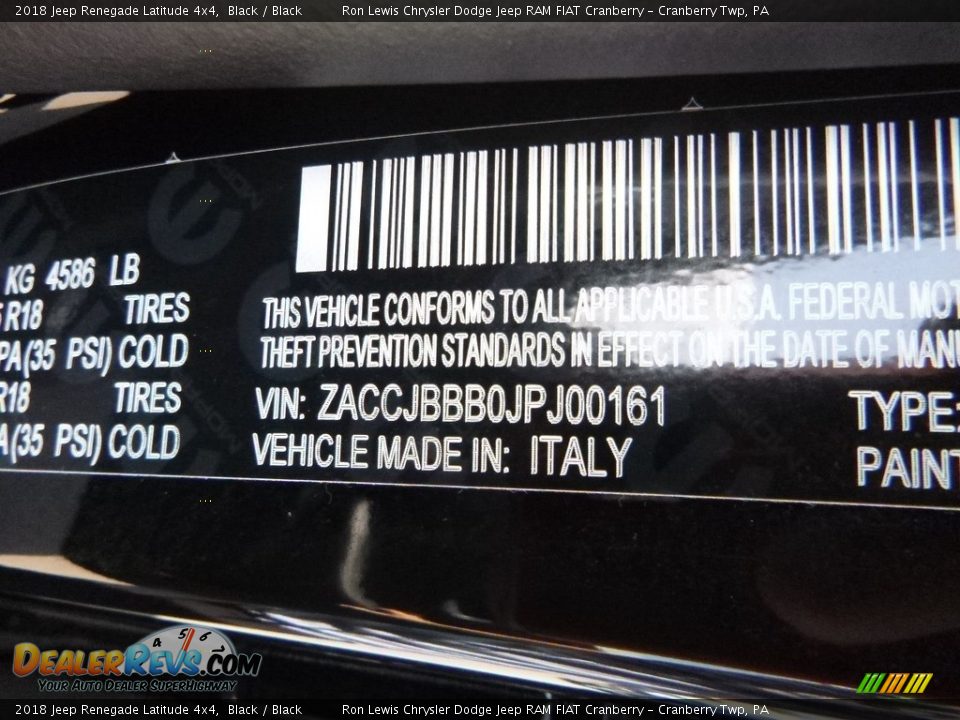 2018 Jeep Renegade Latitude 4x4, Black / Black Ron Lewis Chrysler Dodge Jeep RAM FIAT Cranberry - Cranberry Twp, PA
KG 4586 LB
R18 TIRES
PA(35 PSI) COLD
R18 TIRES
A(35 PSI) COLD
THIS VEHICLE CONFORMS TO ALL APPLICABLE U.S.A. FEDERAL MOT
THEFT PREVENTION STANDARDS IN EFFECT ON THE DATE OF MANU
VIN: ZACCJBBB0JPJ00161
VEHICLE MADE IN: ITALY
TYPE:
PAINT
4 5 6
DEALERREVS.COM
YOUR AUTO DEALER SUPERHIGHWAY
2018 Jeep Renegade Latitude 4x4, Black / Black Ron Lewis Chrysler Dodge Jeep RAM FIAT Cranberry - Cranberry Twp, PA